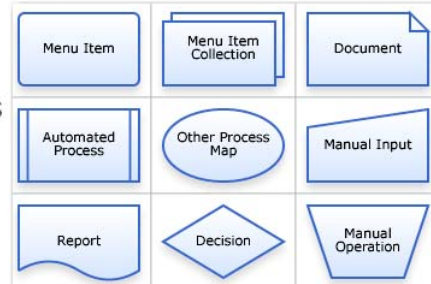 Menu Item
Menu Item
Collection
Document
Automated
Process
Other Process
Map
Manual Input
Report
Decision
Manual
Operation